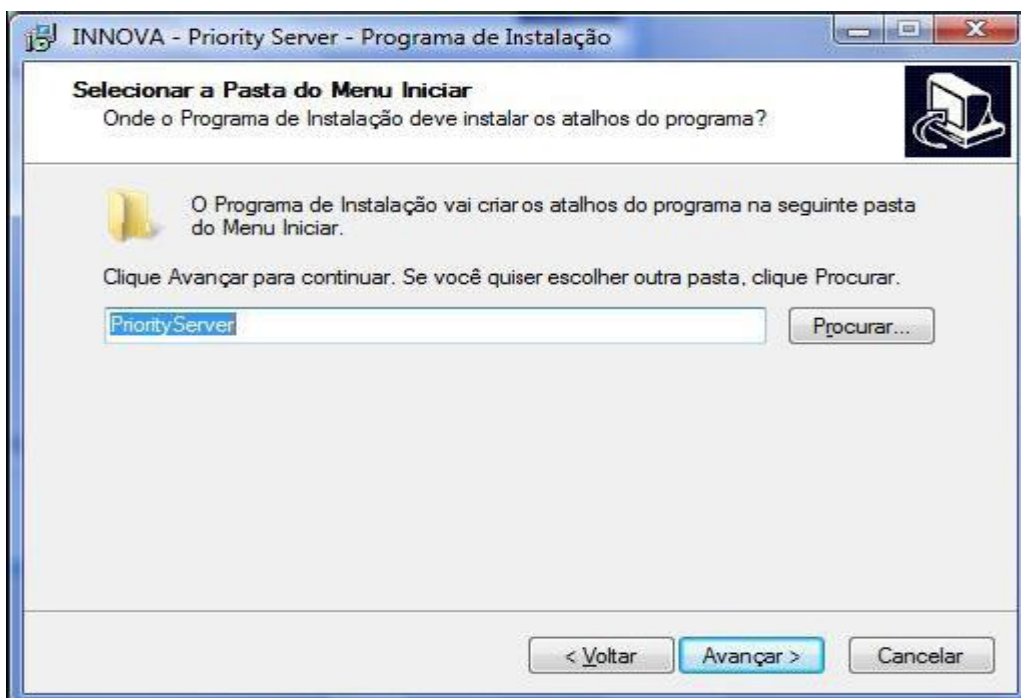 INNOVA - Priority Server - Programa de Instalação
Selecionar a Pasta do Menu Iniciar
Onde o Programa de Instalação deve instalar os atalhos do programa?
O Programa de Instalação vai criar os atalhos do programa na seguinte pasta
do Menu Iniciar.
Clique Avançar para continuar. Se você quiser escolher outra pasta, clique Procurar.
PriorityServer
Procurar...
< Voltar
Avançar >
Cancelar